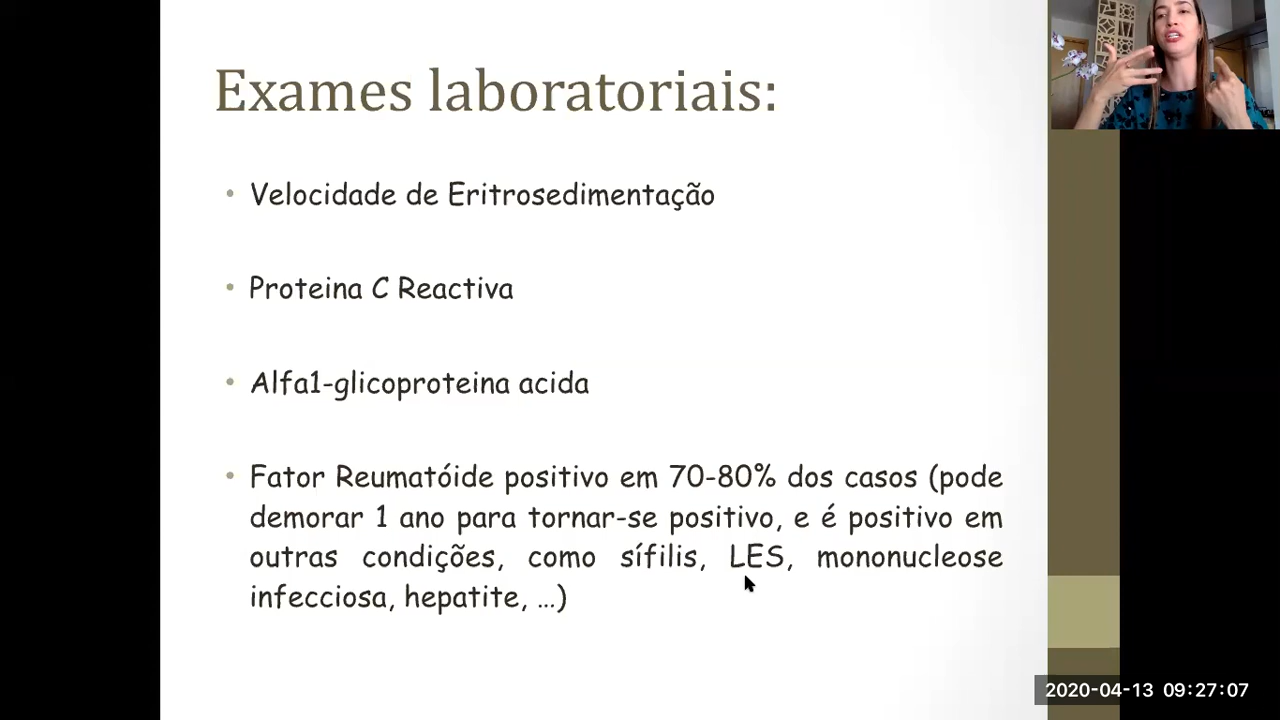 Exames laboratoriais:
• Velocidade de Eritrosedimentação
• Proteina C Reactiva
• Alfa1-glicoproteina acida
• Fator Reumatóide positivo em 70-80% dos casos (pode
demorar 1 ano para tornar-se positivo, e é positivo em
outras condições, como sífilis, LES, mononucleose
infecciosa, hepatite, ...)
2020-04-13 09:27:07